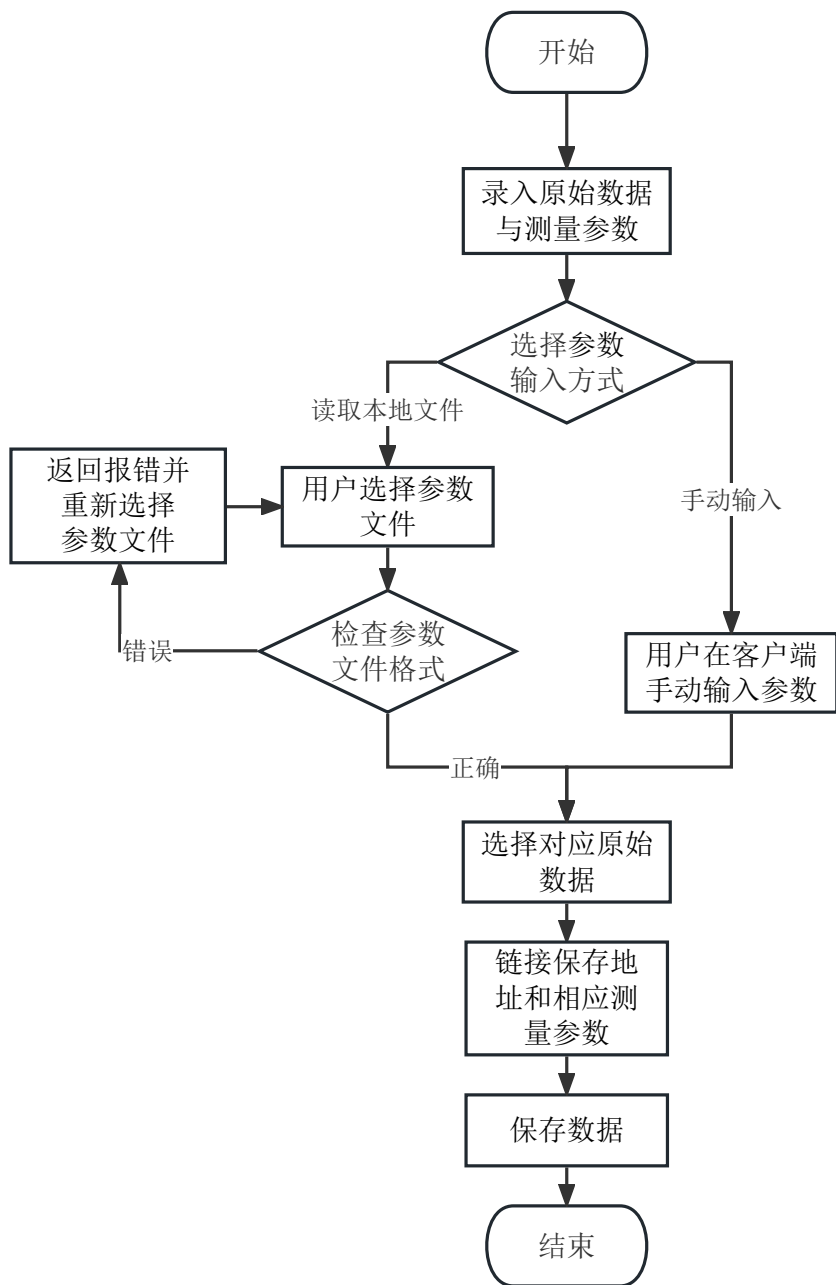 开始
录入原始数据
与测量参数
选择参数
输入方式
读取本地文件
返回报错并
重新选择
参数文件
用户选择参数
文件
手动输入
检查参数
文件格式
错误
用户在客户端
手动输入参数
正确
选择对应原始
数据
链接保存地
址和相应测
量参数
保存数据
结束